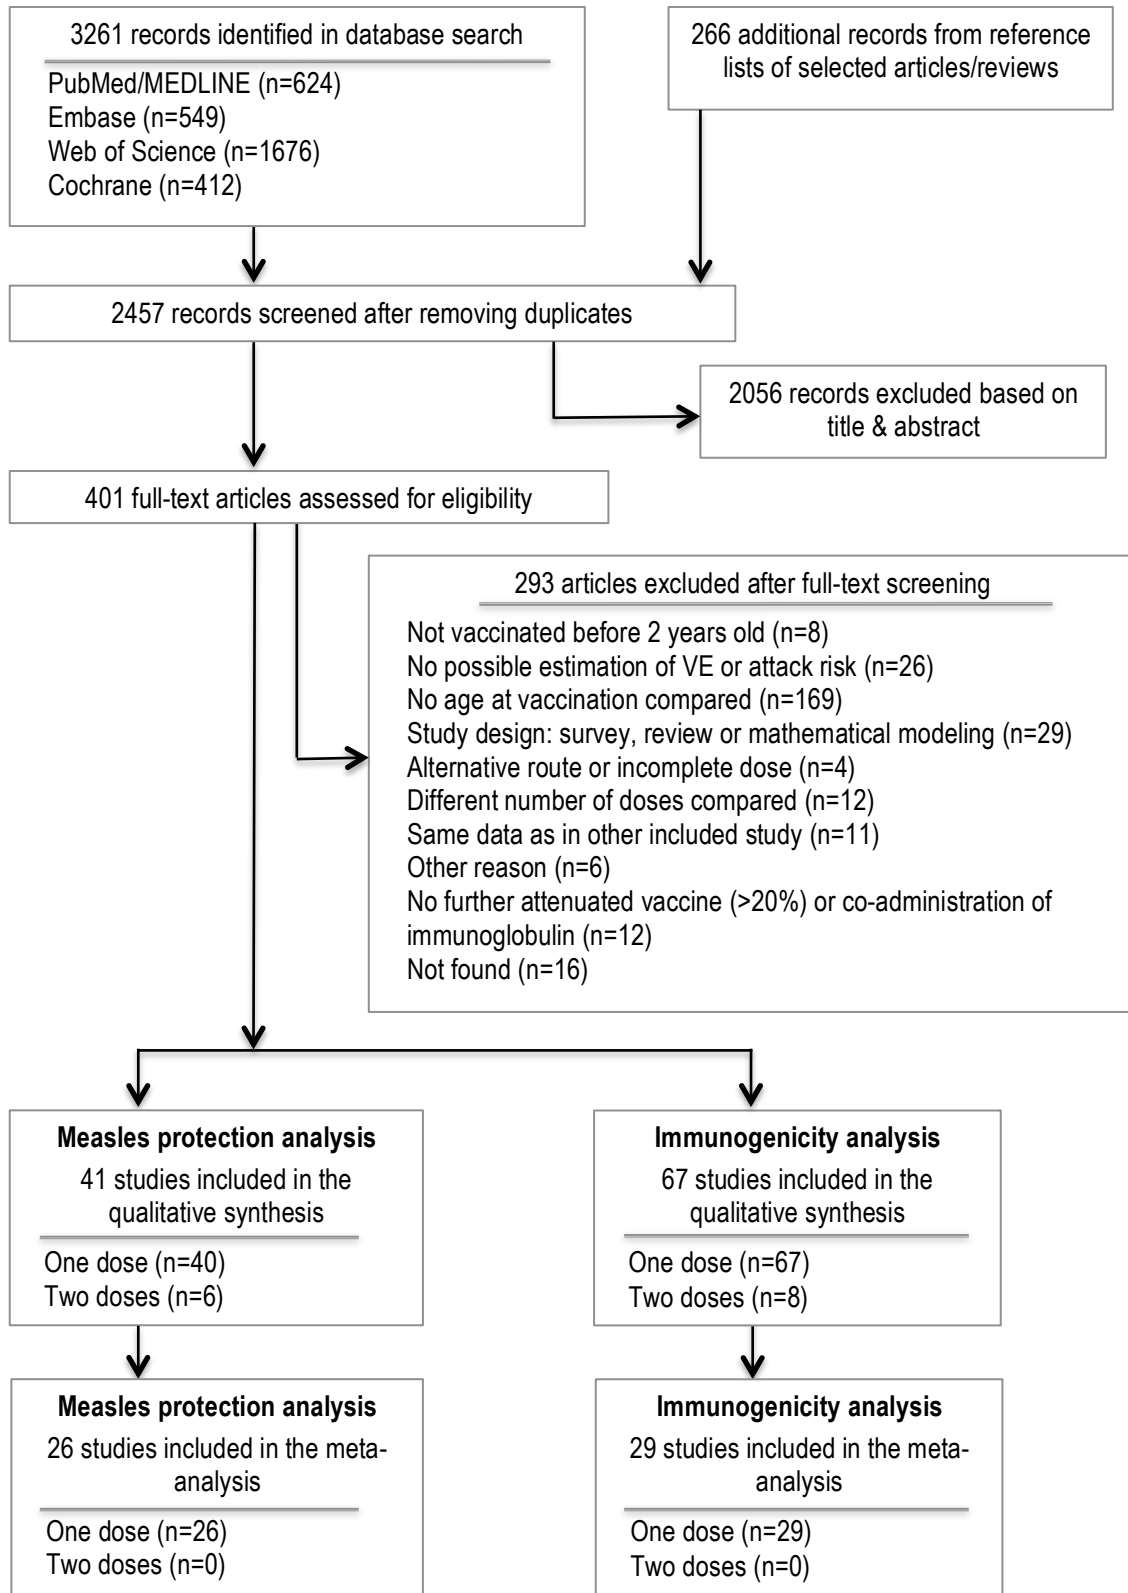 3261 records identified in database search
PubMed/MEDLINE (n=624)
Embase (n=549)
Web of Science (n=1676)
Cochrane (n=412)
266 additional records from reference
lists of selected articles/reviews
2457 records screened after removing duplicates
2056 records excluded based on
title & abstract
401 full-text articles assessed for eligibility
293 articles excluded after full-text screening
Not vaccinated before 2 years old (n=8)
No possible estimation of VE or attack risk (n=26)
No age at vaccination compared (n=169)
Study design: survey, review or mathematical modeling (n=29)
Alternative route or incomplete dose (n=4)
Different number of doses compared (n=12)
Same data as in other included study (n=11)
Other reason (n=6)
No further attenuated vaccine (>20%) or co-administration of
immunoglobulin (n=12)
Not found (n=16)
Measles protection analysis
41 studies included in the
qualitative synthesis
One dose (n=40)
Two doses (n=6)
Immunogenicity analysis
67 studies included in the
qualitative synthesis
One dose (n=67)
Two doses (n=8)
Measles protection analysis
26 studies included in the meta-
analysis
One dose (n=26)
Two doses (n=0)
Immunogenicity analysis
29 studies included in the meta-
analysis
One dose (n=29)
Two doses (n=0)